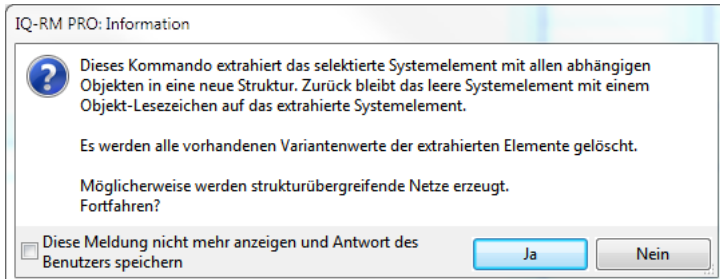 IQ-RM PRO: Information
Dieses Kommando extrahiert das selektierte Systemelement mit allen abhängigen
Objekten in eine neue Struktur. Zurück bleibt das leere Systemelement mit einem
Objekt-Lesezeichen auf das extrahierte Systemelement.
Es werden alle vorhandenen Variantenwerte der extrahierten Elemente gelöscht.
Möglicherweise werden strukturübergreifende Netze erzeugt.
Fortfahren?
Diese Meldung nicht mehr anzeigen und Antwort des
Benutzers speichern
Ja
Nein